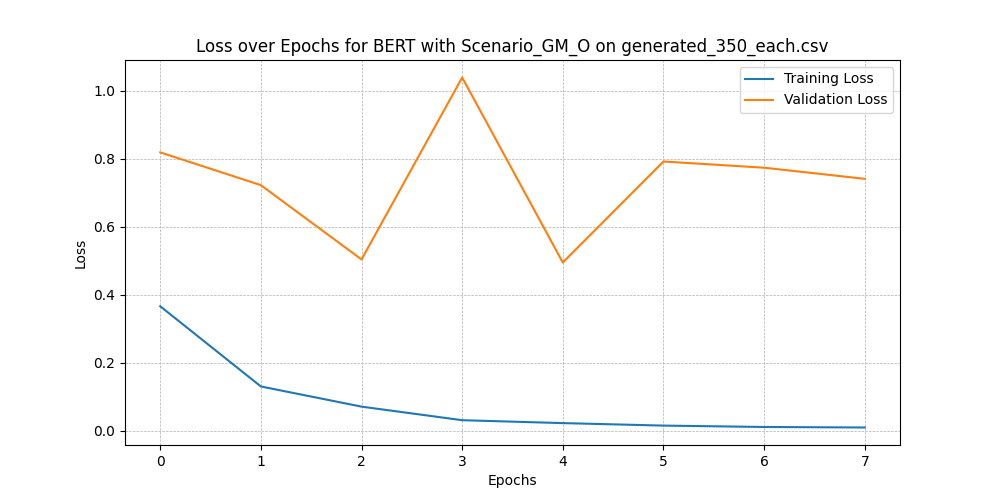 Loss over Epochs for BERT with Scenario_GM_O on generated_350_each.csv
Training Loss
Validation Loss
1.0
0.8
0.6
0.4
0.2
0.0
Loss
0 1 2 3 4 5 6 7
Epochs